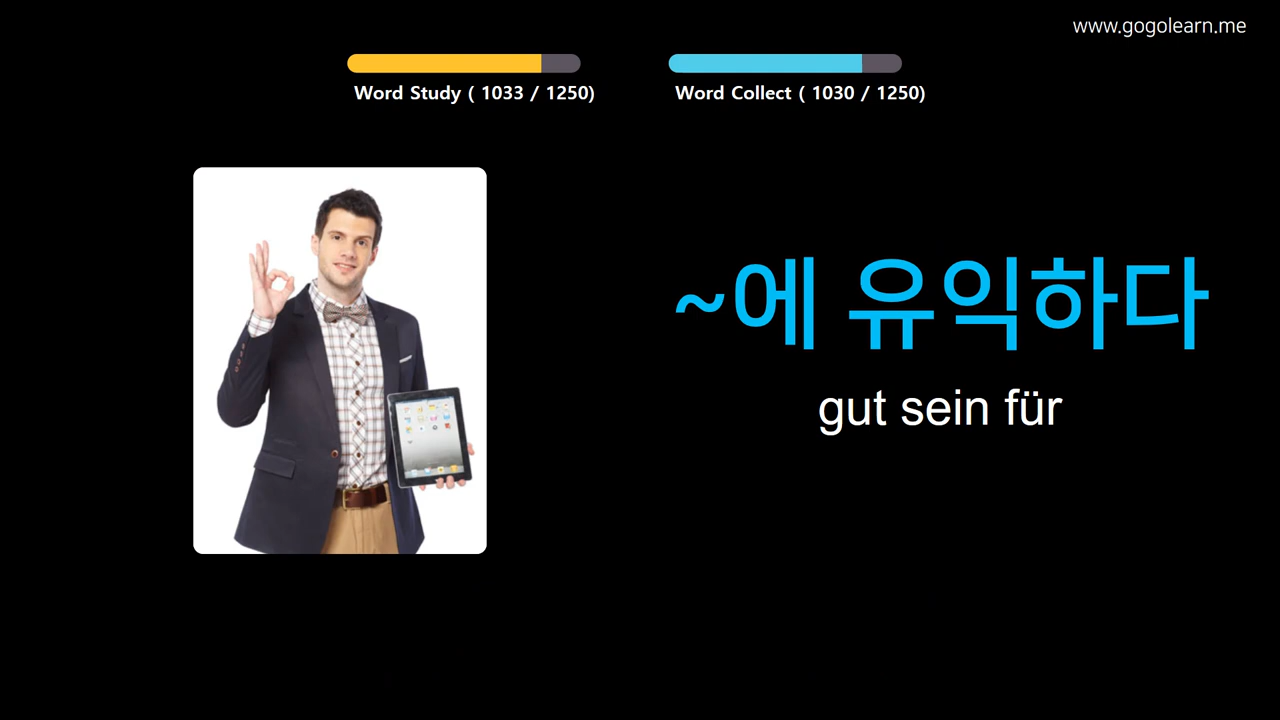 www.gogolearn.me
Word Study ( 1033 / 1250)
Word Collect ( 1030 / 1250)
~에 유익하다
gut sein für